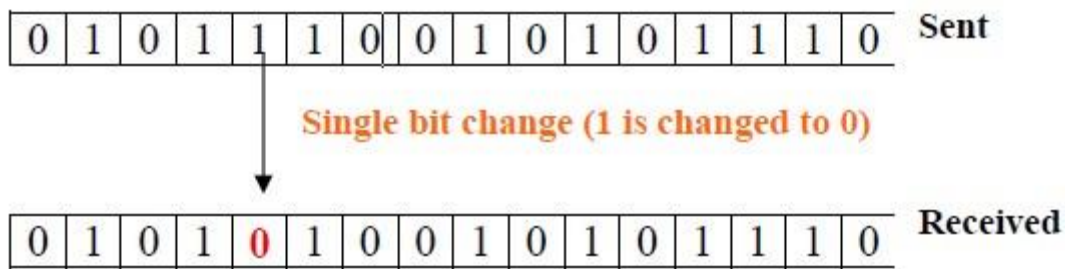 0 1 0 1 1 1 0 0 1 0 1 0 1 1 1 0 Sent
Single bit change (1 is changed to 0)
0 1 0 1 0 1 0 0 1 0 1 0 1 1 1 0 Received